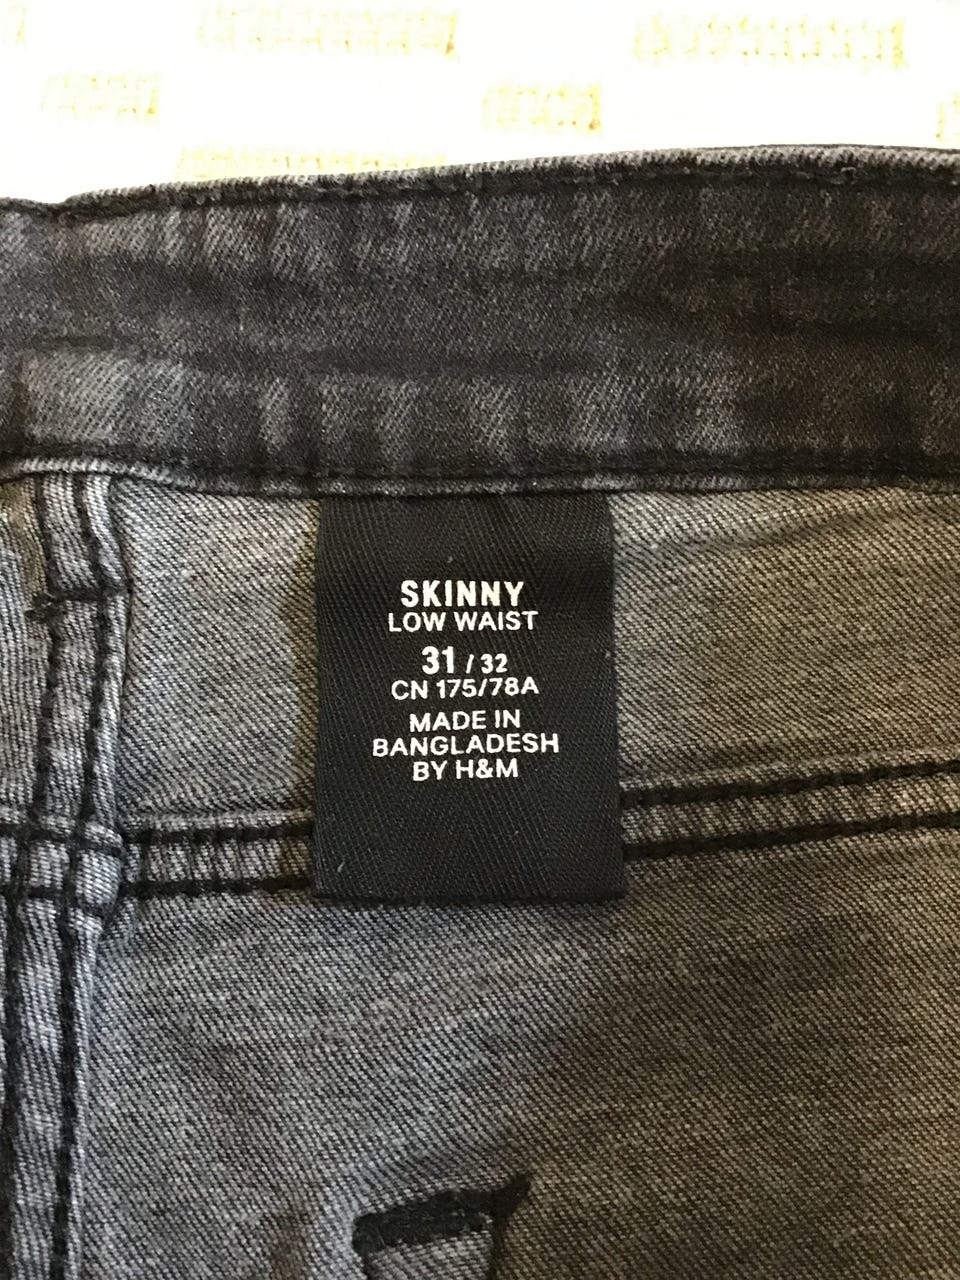 SKINNY
LOW WAIST
31 / 32
CN 175/78A
MADE IN
BANGLADESH
BY H&M